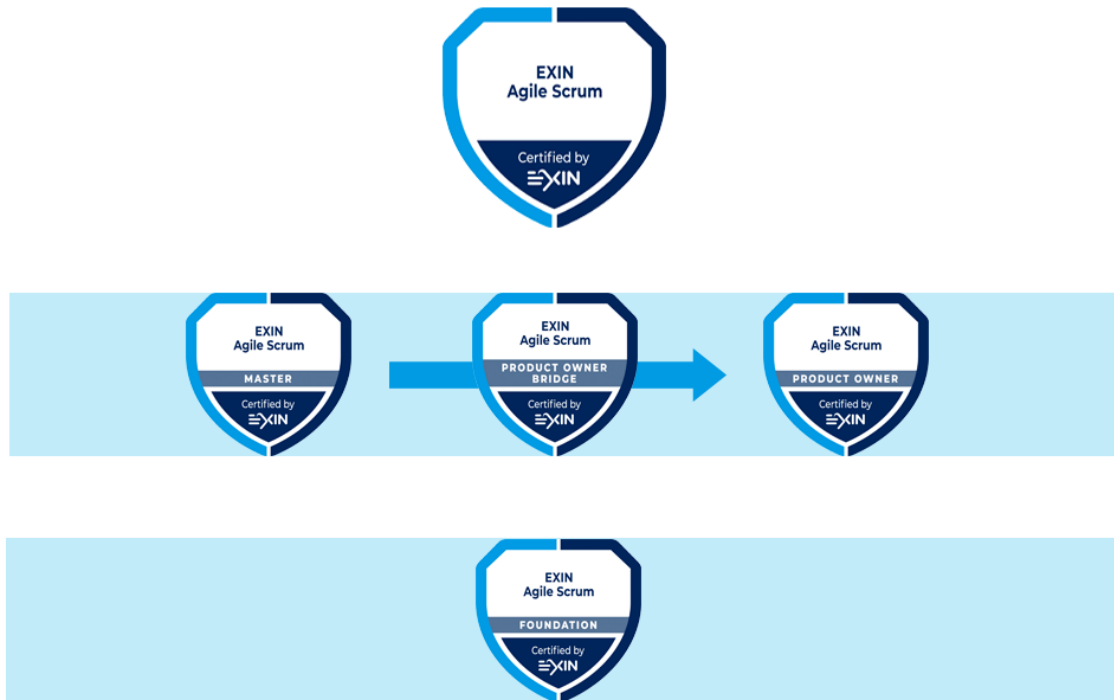 EXIN
Agile Scrum
Certified by
EXIN
EXIN
Agile Scrum
MASTER
Certified by
EXIN
EXIN
Agile Scrum
PRODUCT OWNER
BRIDGE
Certified by
EXIN
EXIN
Agile Scrum
PRODUCT OWNER
Certified by
EXIN
EXIN
Agile Scrum
FOUNDATION
Certified by
EXIN